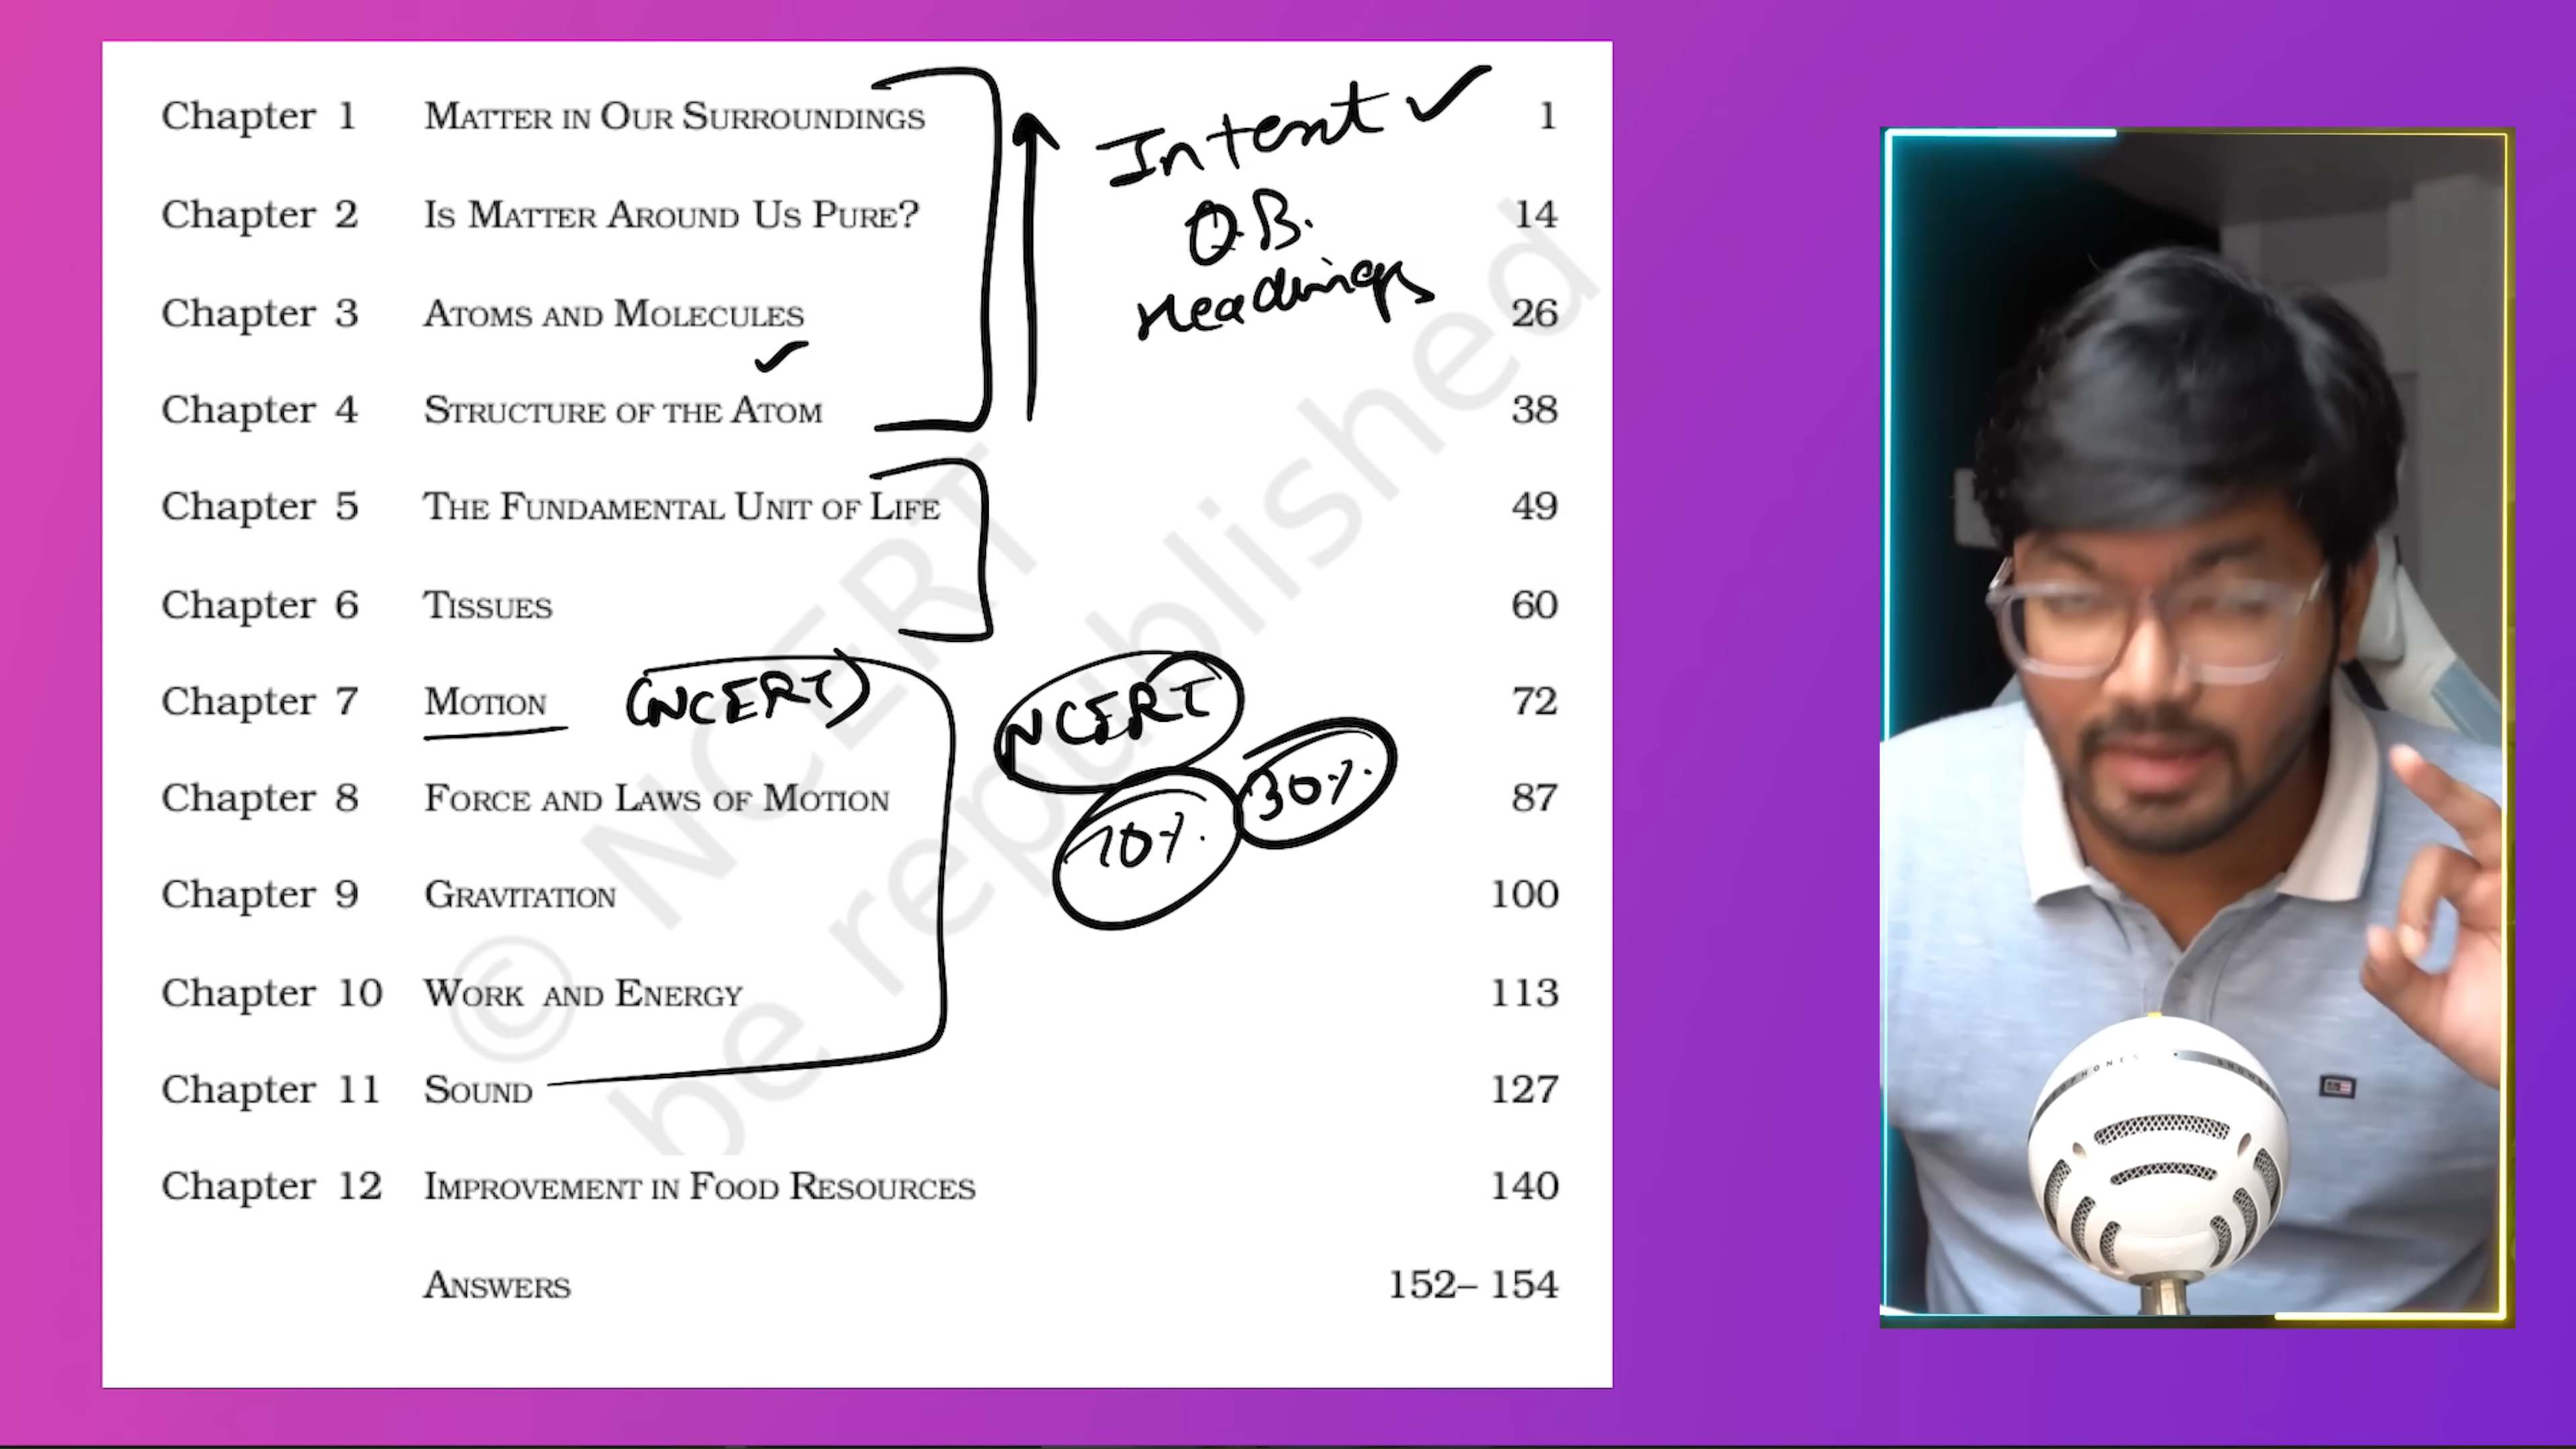 Chapter 1 MATTER IN OUR SURROUNDINGS 1
Intent
Chapter 2 IS MATTER AROUND US PURE? 14
Q.B.
Headings
Chapter 3 ATOMS AND MOLECULES 26
Chapter 4 STRUCTURE OF THE ATOM 38
Chapter 5 THE FUNDAMENTAL UNIT OF LIFE 49
Chapter 6 TISSUES 60
Chapter 7 MOTION (NCERT) NCERT 72
Chapter 8 FORCE AND LAWS OF MOTION 30% 87
70%.
Chapter 9 GRAVITATION 100
Chapter 10 WORK AND ENERGY 113
Chapter 11 SOUND 127
Chapter 12 IMPROVEMENT IN FOOD RESOURCES 140
ANSWERS 152– 154
© NCERT
be republished